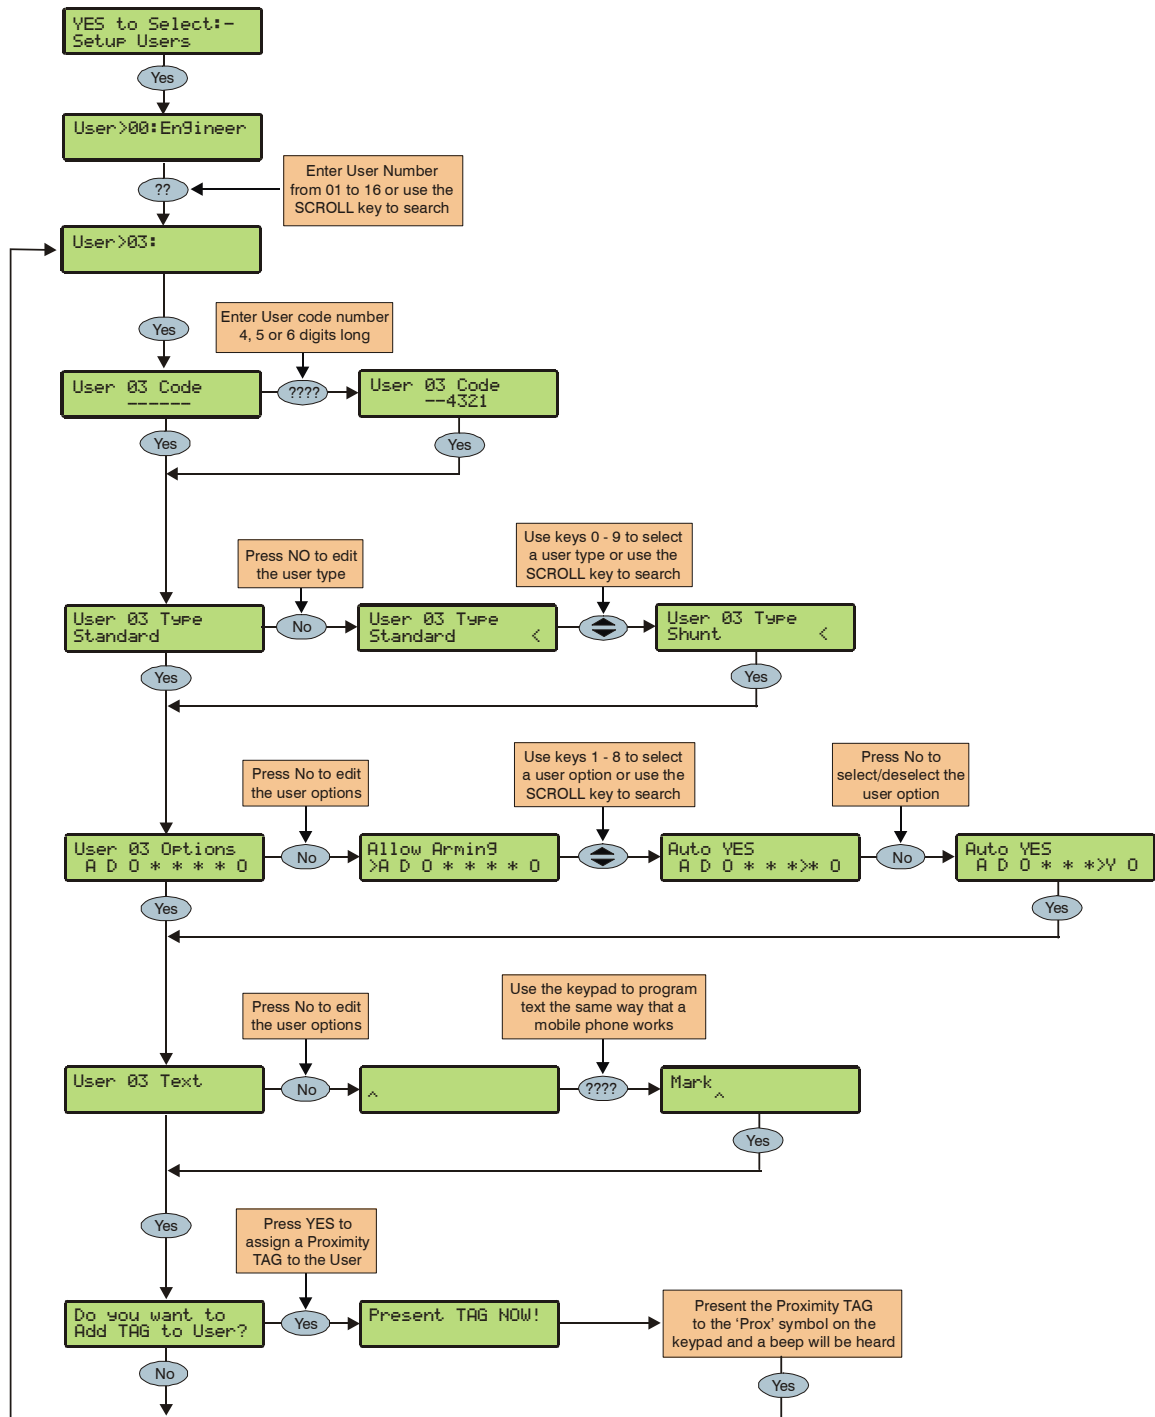 YES to Select:-
Setup Users
Yes
User>00:Engineer
Enter User Number
from 01 to 16 or use the
SCROLL key to search
??
User>03:
Yes
Enter User code number
4, 5 or 6 digits long
User 03 Code
------
????
User 03 Code
--4321
Yes
Yes
Press NO to edit
the user type
Use keys 0 - 9 to select
a user type or use the
SCROLL key to search
User 03 Type
Standard
No
User 03 Type
Standard <
User 03 Type
Shunt <
Yes
Yes
Press No to edit
the user options
Use keys 1 - 8 to select
a user option or use the
SCROLL key to search
Press No to
select/deselect the
user option
User 03 Options
A D O * * * * O
No
Allow Arming
>A D O * * * * O
Auto YES
A D O * * *>* O
No
Auto YES
A D O * * *>Y O
Yes
Yes
Press No to edit
the user options
Use the keypad to program
text the same way that a
mobile phone works
User 03 Text
No
^
????
Mark
^
Yes
Yes
Press YES to
assign a Proximity
TAG to the User
Do you want to
Add TAG to User?
Yes
Present TAG NOW!
Present the Proximity TAG
to the ‘Prox’ symbol on the
keypad and a beep will be heard
No
Yes